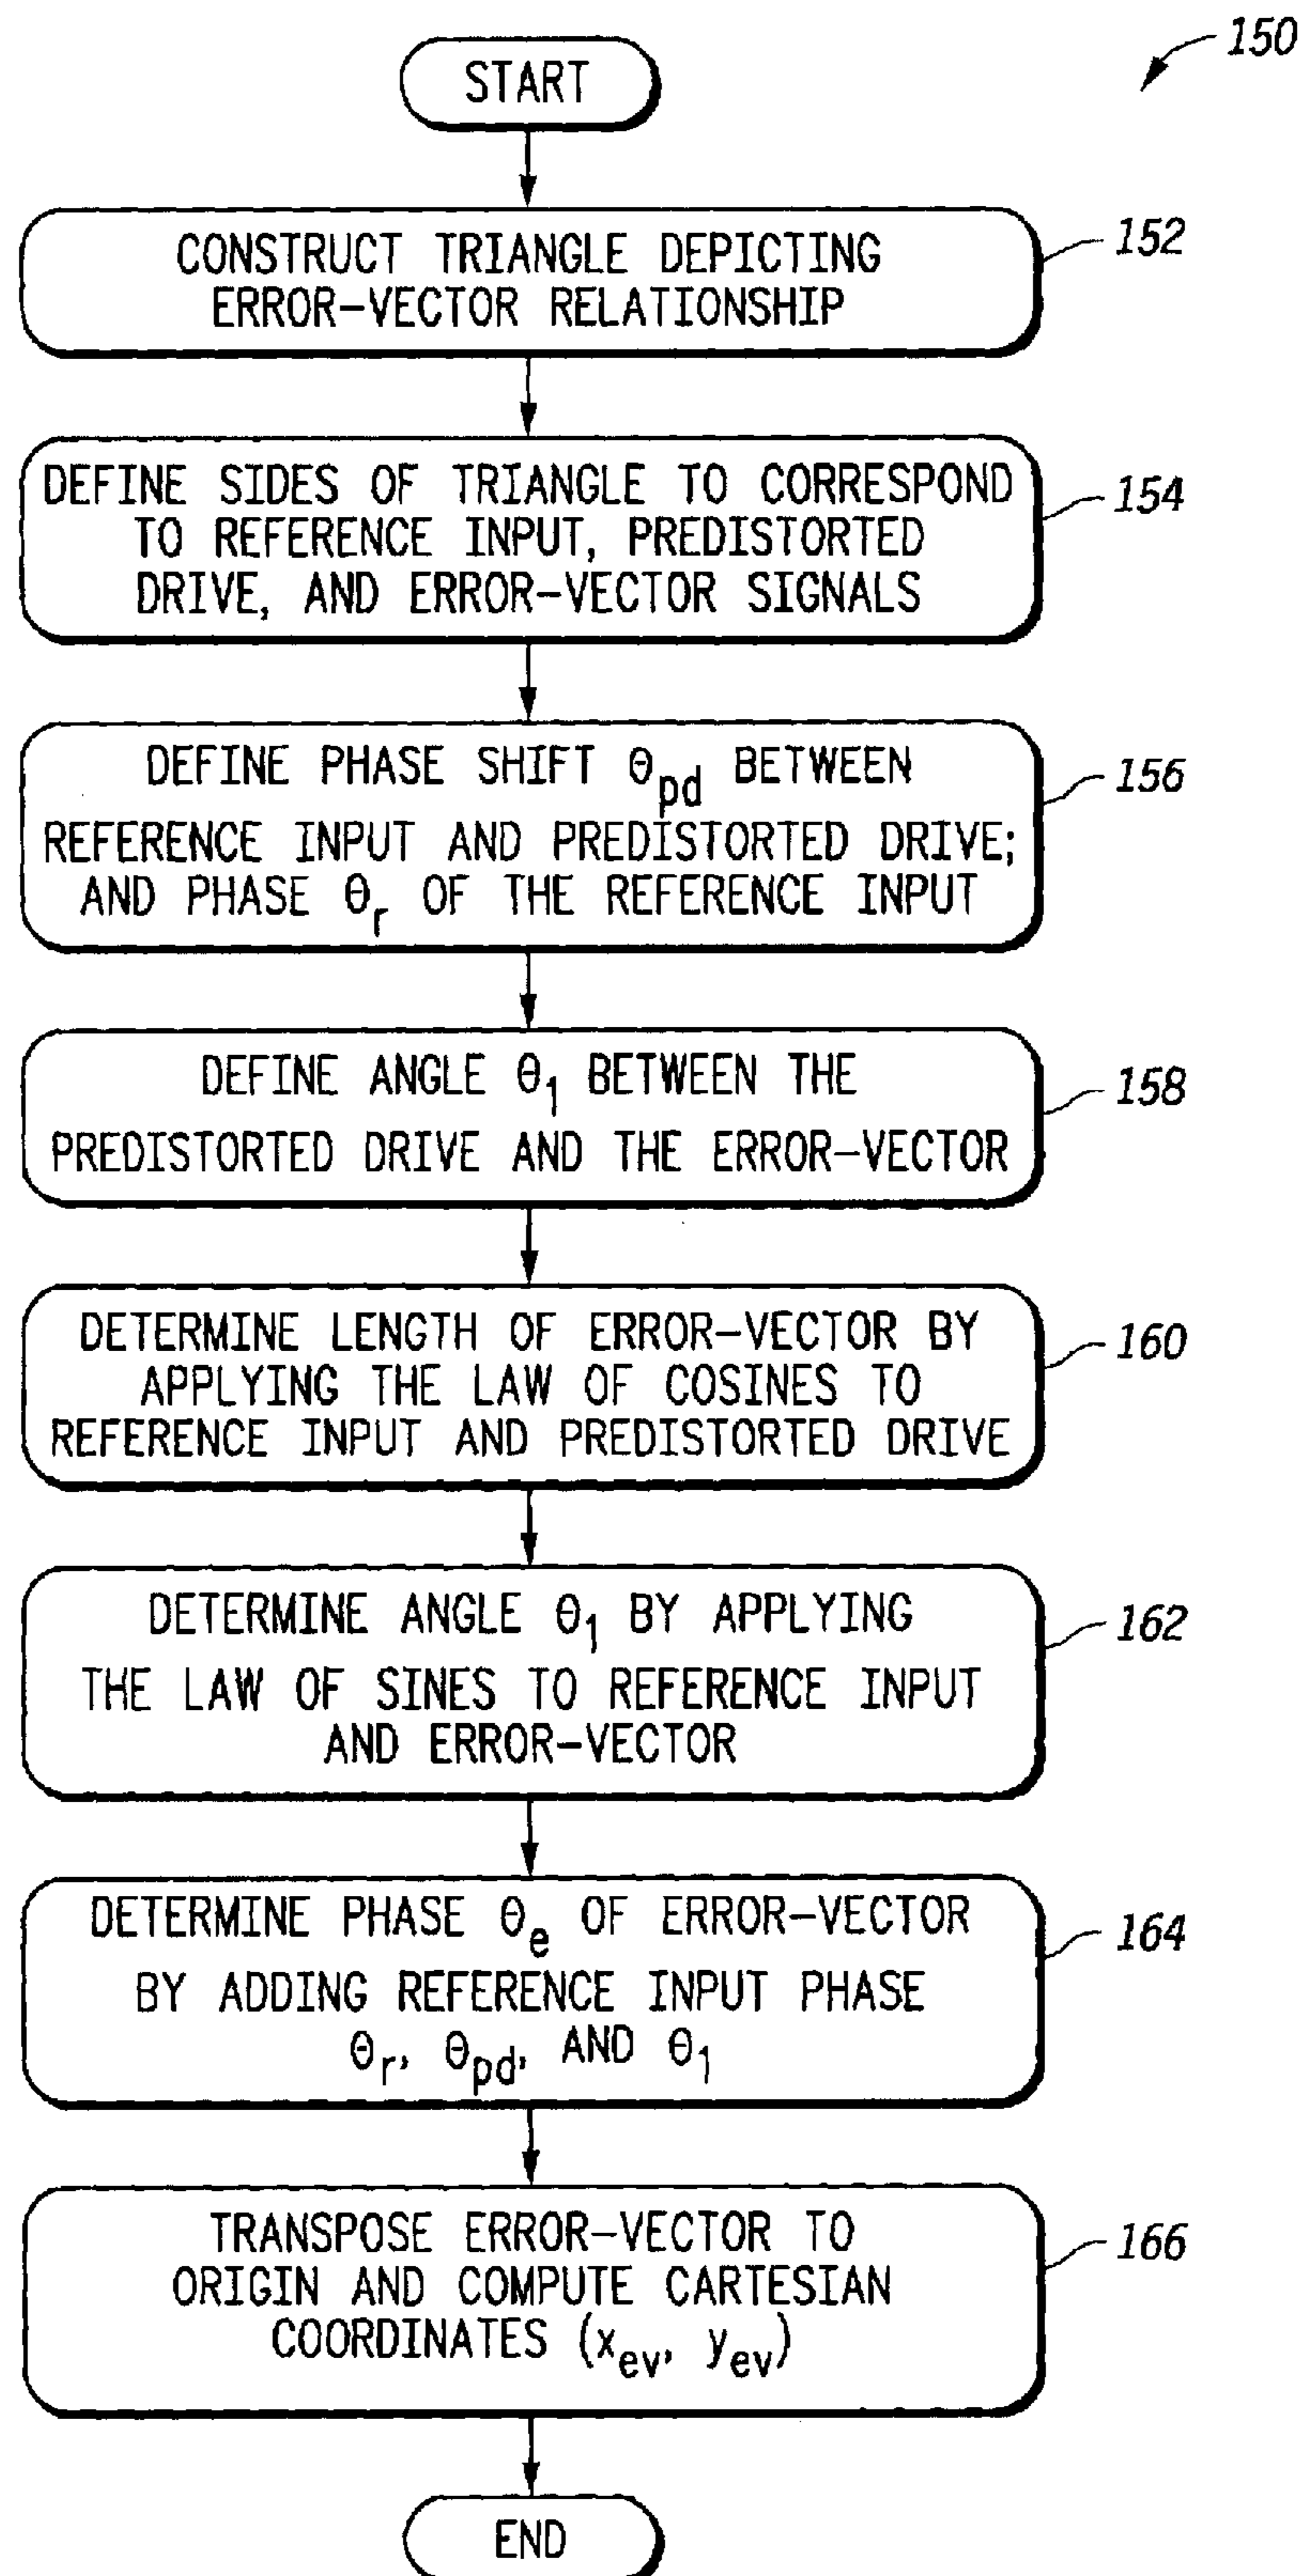 150
START
CONSTRUCT TRIANGLE DEPICTING
ERROR-VECTOR RELATIONSHIP
152
DEFINE SIDES OF TRIANGLE TO CORRESPOND
TO REFERENCE INPUT, PREDISTORTED
DRIVE, AND ERROR-VECTOR SIGNALS
154
DEFINE PHASE SHIFT θpd BETWEEN
REFERENCE INPUT AND PREDISTORTED DRIVE;
AND PHASE θr OF THE REFERENCE INPUT
156
DEFINE ANGLE θ1 BETWEEN THE
PREDISTORTED DRIVE AND THE ERROR-VECTOR
158
DETERMINE LENGTH OF ERROR-VECTOR BY
APPLYING THE LAW OF COSINES TO
REFERENCE INPUT AND PREDISTORTED DRIVE
160
DETERMINE ANGLE θ1 BY APPLYING
THE LAW OF SINES TO REFERENCE INPUT
AND ERROR-VECTOR
162
DETERMINE PHASE θe OF ERROR-VECTOR
BY ADDING REFERENCE INPUT PHASE
θr, θpd, AND θ1
164
TRANSPOSE ERROR-VECTOR TO
ORIGIN AND COMPUTE CARTESIAN
COORDINATES (xev, yev)
166
END